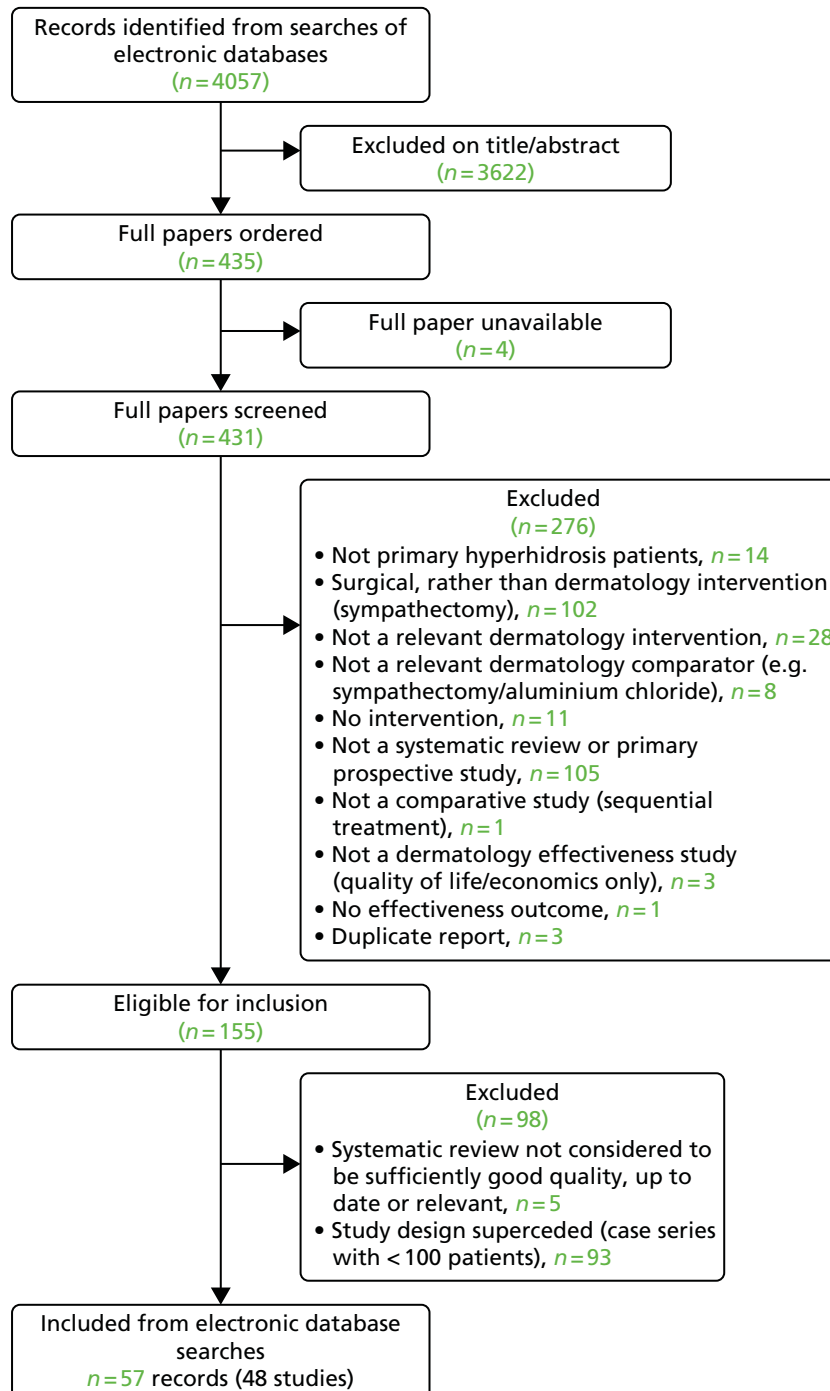 Records identified from searches of
electronic databases
(n = 4057)
Excluded on title/abstract
(n = 3622)
Full papers ordered
(n = 435)
Full paper unavailable
(n = 4)
Full papers screened
(n = 431)
Excluded
(n = 276)
• Not primary hyperhidrosis patients, n = 14
• Surgical, rather than dermatology intervention
(sympathectomy), n = 102
• Not a relevant dermatology intervention, n = 28
• Not a relevant dermatology comparator (e.g.
sympathectomy/aluminium chloride), n = 8
• No intervention, n = 11
• Not a systematic review or primary
prospective study, n = 105
• Not a comparative study (sequential
treatment), n = 1
• Not a dermatology effectiveness study
(quality of life/economics only), n = 3
• No effectiveness outcome, n = 1
• Duplicate report, n = 3
Eligible for inclusion
(n = 155)
Excluded
(n = 98)
• Systematic review not considered to
be sufficiently good quality, up to
date or relevant, n = 5
• Study design superceded (case series
with < 100 patients), n = 93
Included from electronic database
searches
n = 57 records (48 studies)